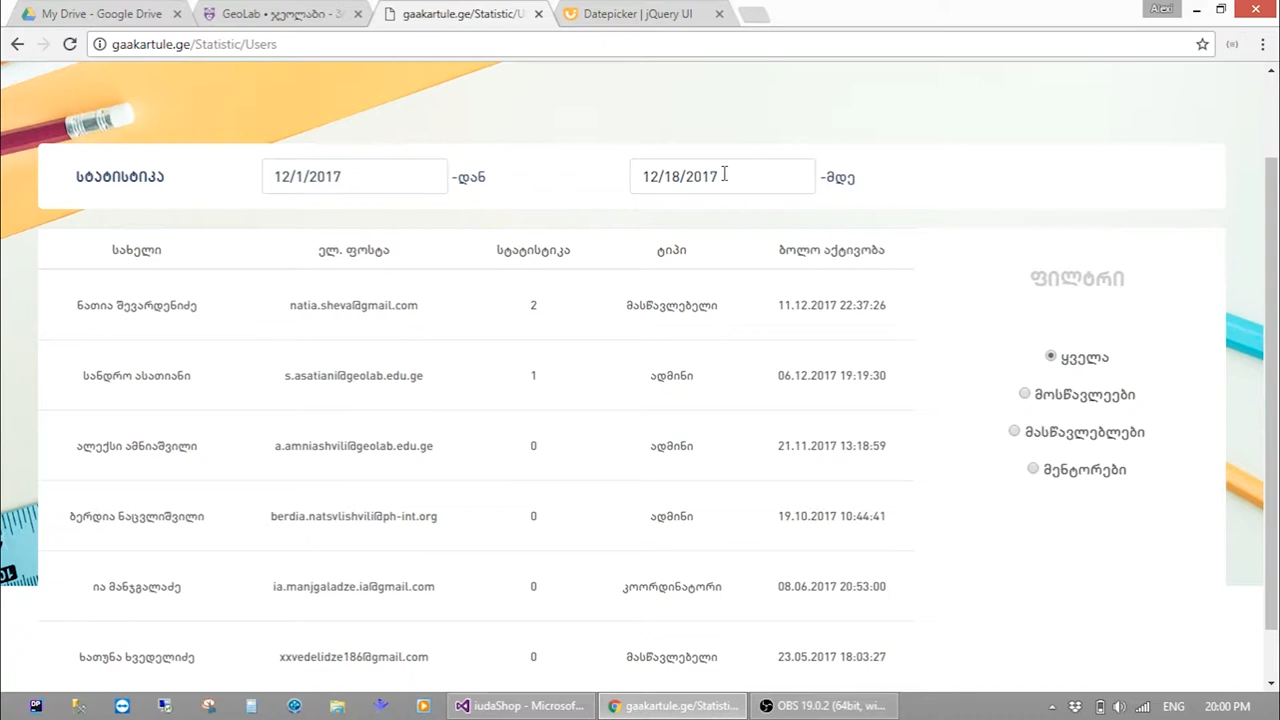 My Drive - Google Drive
GeoLab • ჯეოლაბი -
gaakartule.ge/Statistic/U
Datepicker | jQuery UI
Alexi
gaakartule.ge/Statistic/Users
სტატისტიკა
12/1/2017
-დან
12/18/2017
-მდე
სახელი ელ. ფოსტა სტატისტიკა ტიპი ბოლო აქტივობა
ნათია შევარდენიძე natia.sheva@gmail.com 2 მასწავლებელი 11.12.2017 22:37:26
სანდრო ასათიანი s.asatiani@geolab.edu.ge 1 ადმინი 06.12.2017 19:19:30
ალექსი ამნიაშვილი a.amniashvili@geolab.edu.ge 0 ადმინი 21.11.2017 13:18:59
ბერდია ნაცვლიშვილი berdia.natsvlishvili@ph-int.org 0 ადმინი 19.10.2017 10:44:41
ია მანჯგალაძე ia.manjgaladze.ia@gmail.com 0 კოორდინატორი 08.06.2017 20:53:00
ხათუნა ხვედელიძე xxvedelidze186@gmail.com 0 მასწავლებელი 23.05.2017 18:03:27
ფილტრი
ყველა
მოსწავლეები
მასწავლებლები
მენტორები
iudaShop - Microsof...
gaakartule.ge/Statisti...
OBS 19.0.2 (64bit, wi...
ENG
20:00 PM